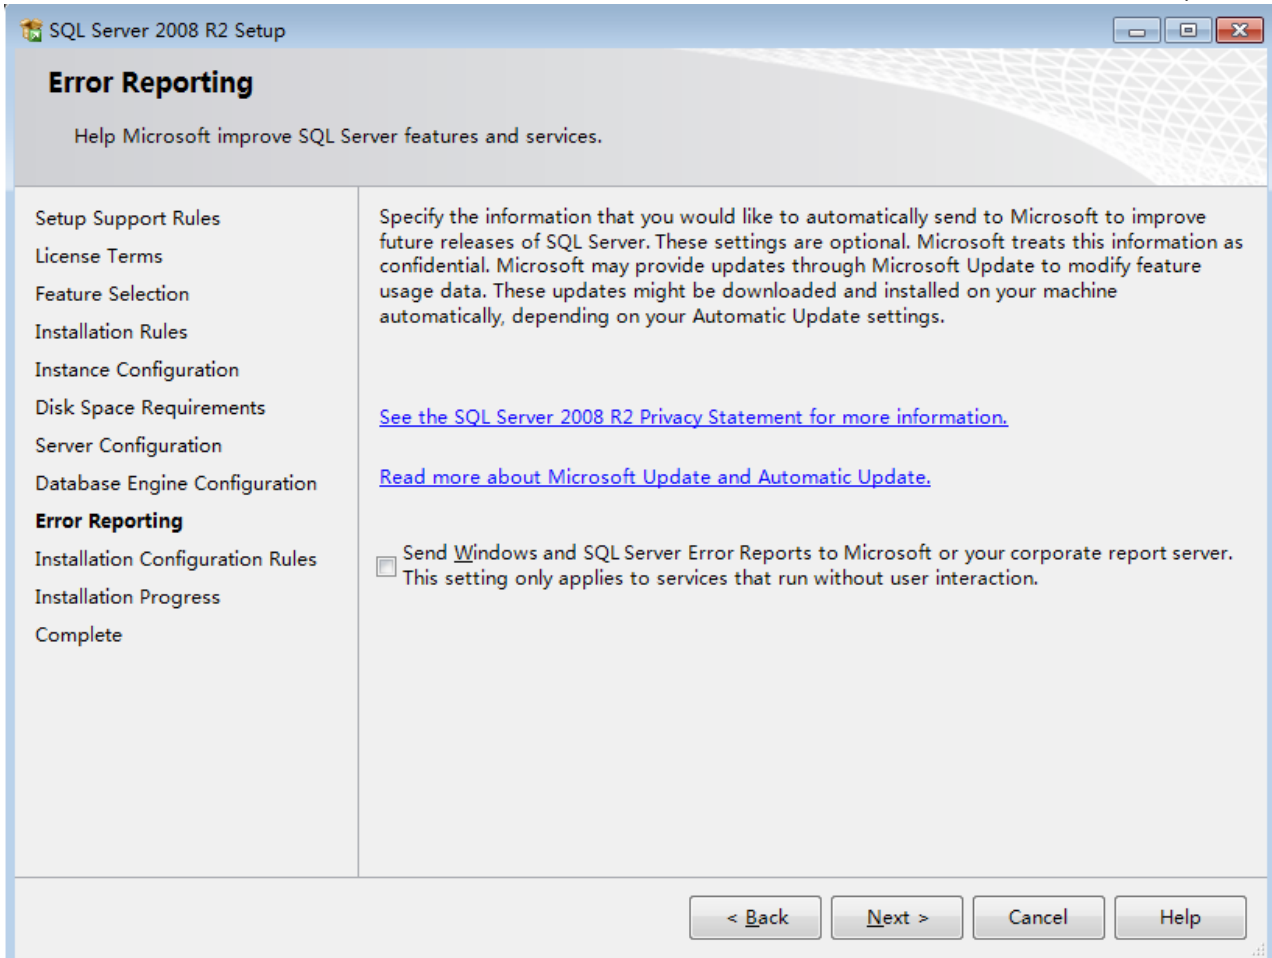 SQL Server 2008 R2 Setup
Error Reporting
Help Microsoft improve SQL Server features and services.
Setup Support Rules
License Terms
Feature Selection
Installation Rules
Instance Configuration
Disk Space Requirements
Server Configuration
Database Engine Configuration
Error Reporting
Installation Configuration Rules
Installation Progress
Complete
Specify the information that you would like to automatically send to Microsoft to improve
future releases of SQL Server. These settings are optional. Microsoft treats this information as
confidential. Microsoft may provide updates through Microsoft Update to modify feature
usage data. These updates might be downloaded and installed on your machine
automatically, depending on your Automatic Update settings.
See the SQL Server 2008 R2 Privacy Statement for more information.
Read more about Microsoft Update and Automatic Update.
Send Windows and SQL Server Error Reports to Microsoft or your corporate report server.
This setting only applies to services that run without user interaction.
< Back
Next >
Cancel
Help